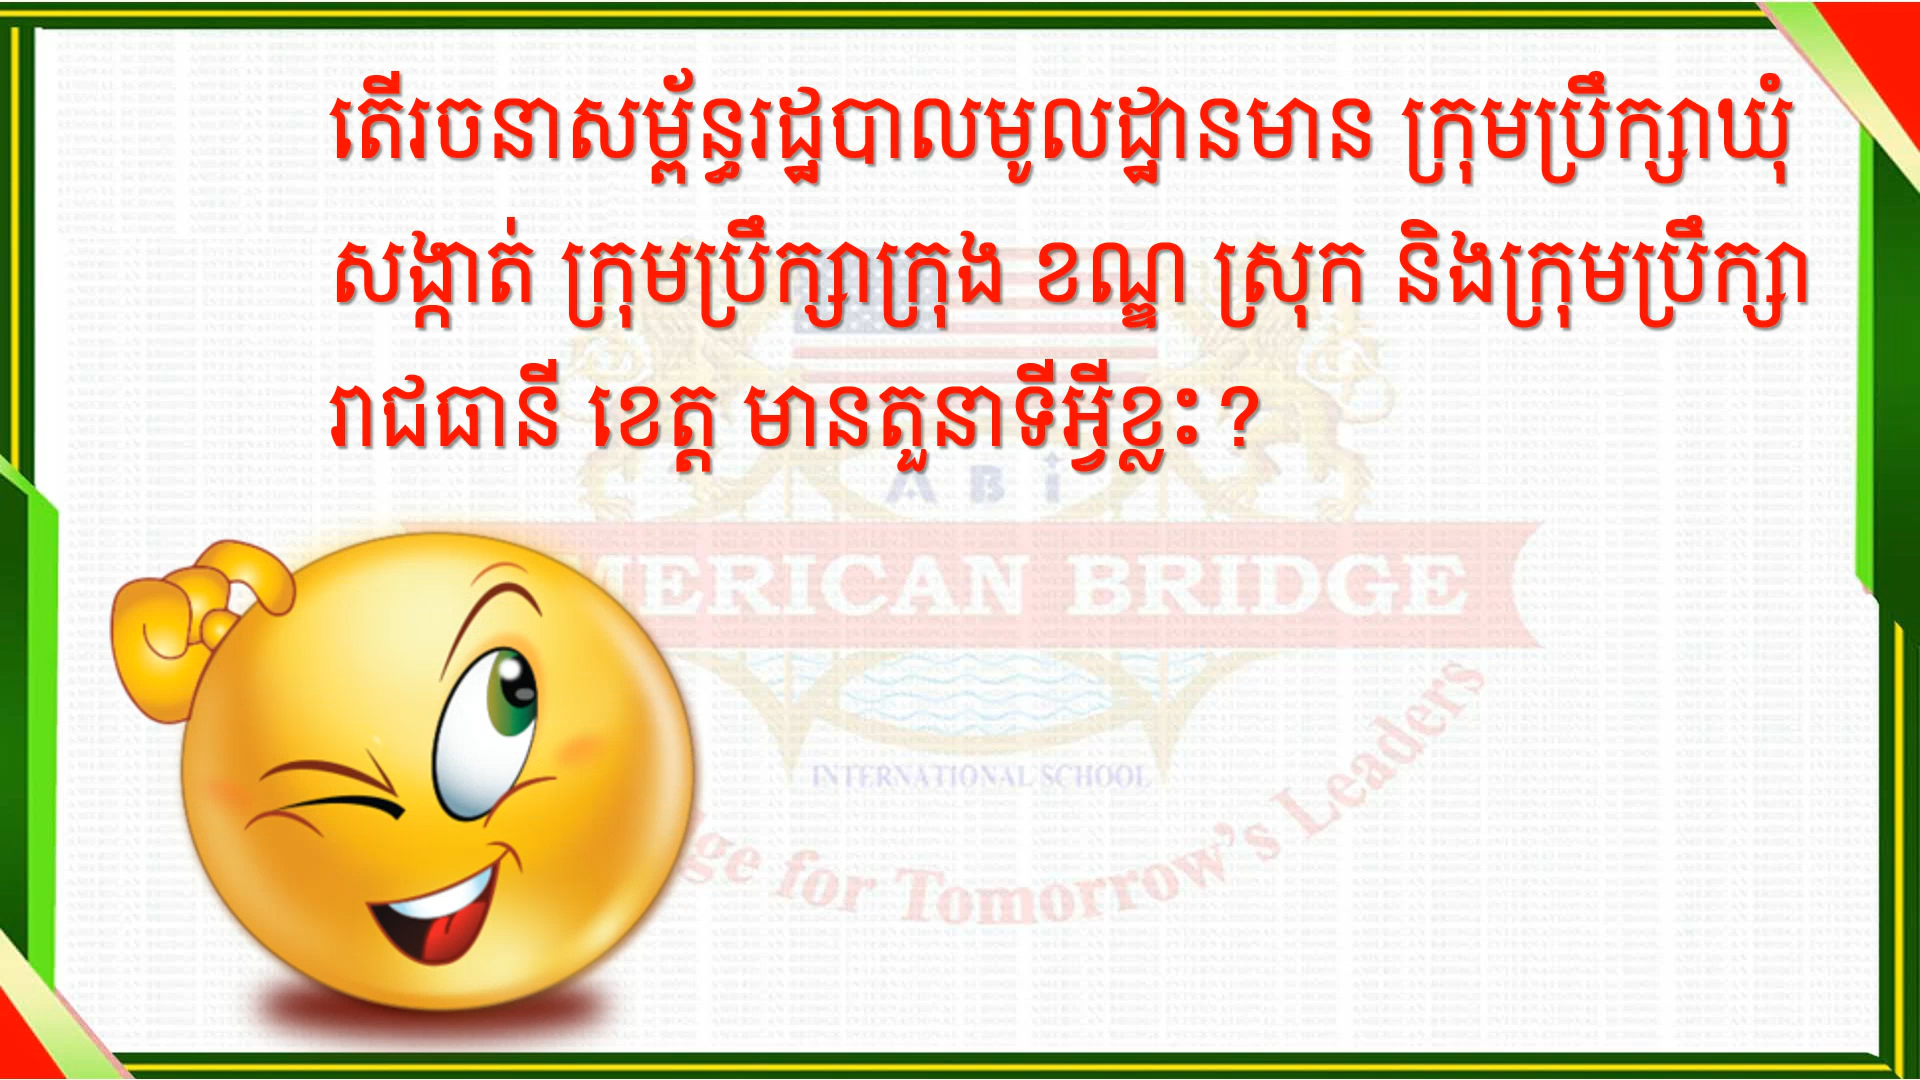 តើរចនាសម្ព័ន្ធរដ្ឋបាលមូលដ្ឋានមាន ក្រុមប្រឹក្សាឃុំ
សង្កាត់ ក្រុមប្រឹក្សាក្រុង ខណ្ឌ ស្រុក និងក្រុមប្រឹក្សា
រាជធានី ខេត្ត មានតួនាទីអ្វីខ្លះ?
A B i
MERICAN BRIDGE
INTERNATIONAL SCHOOL
ge for Tomorrow's Leaders